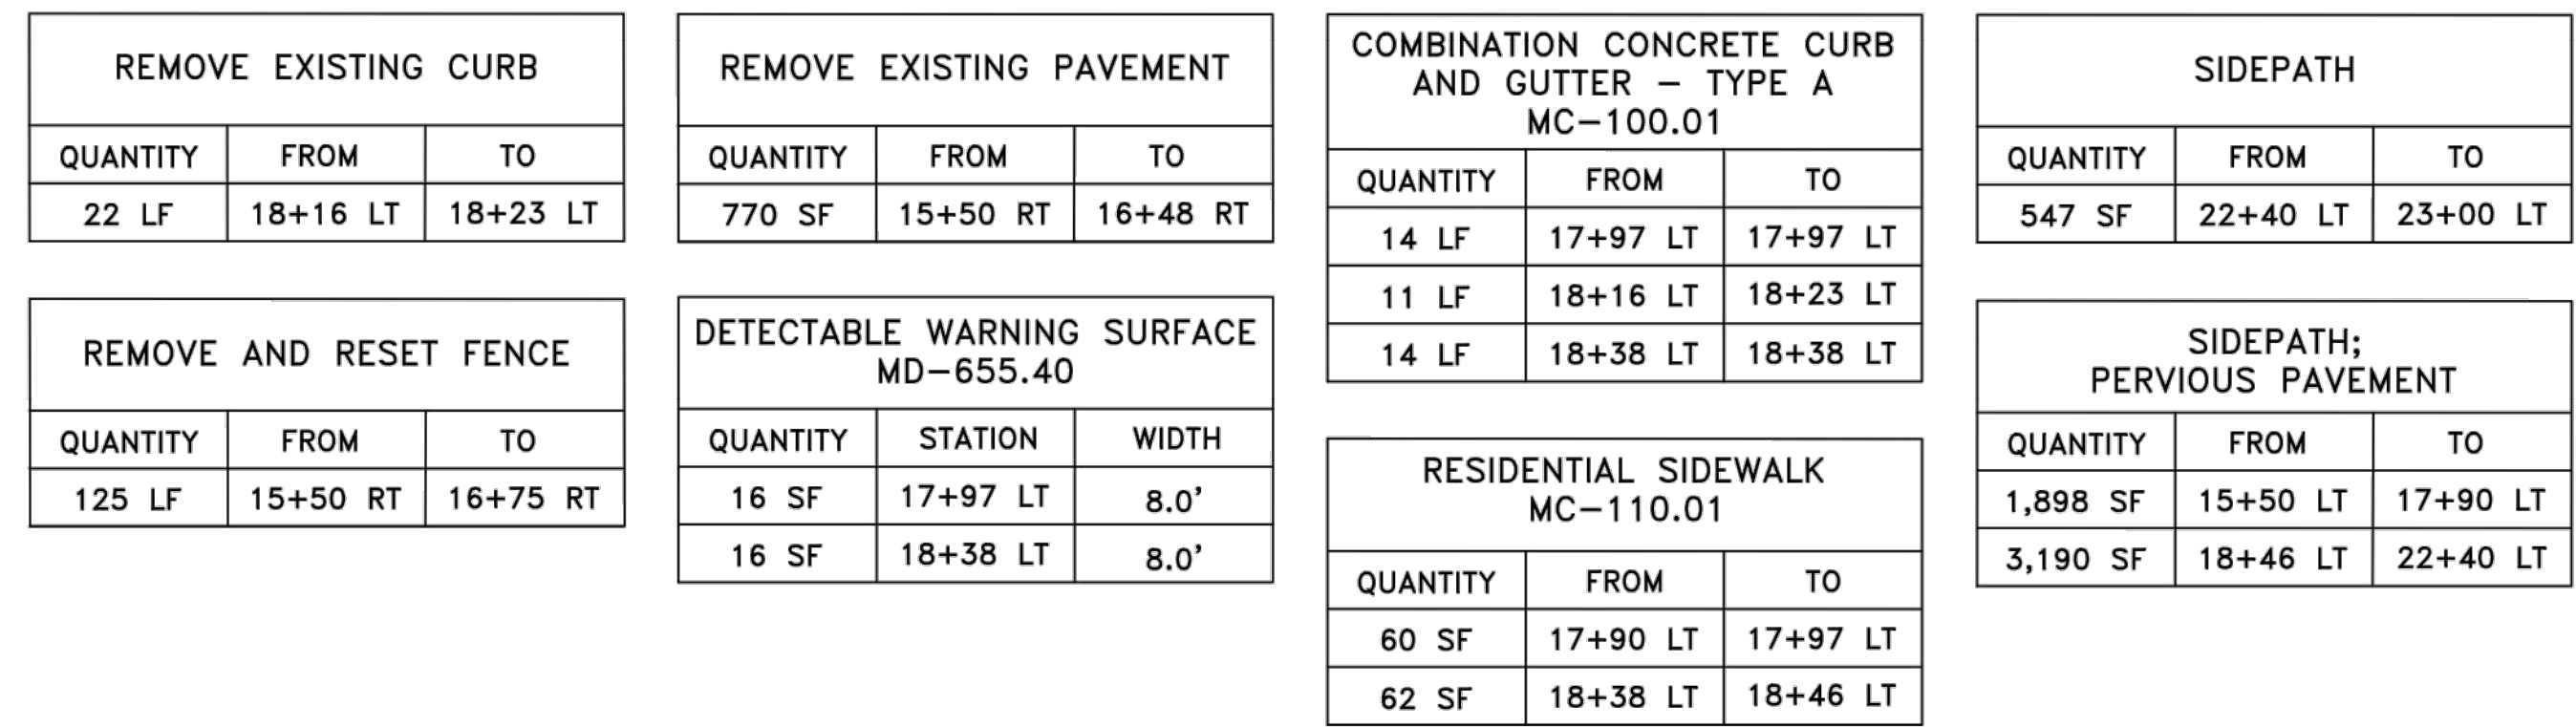 REMOVE EXISTING CURB
QUANTITY FROM TO
22 LF 18+16 LT 18+23 LT
REMOVE AND RESET FENCE
QUANTITY FROM TO
125 LF 15+50 RT 16+75 RT
REMOVE EXISTING PAVEMENT
QUANTITY FROM TO
770 SF 15+50 RT 16+48 RT
DETECTABLE WARNING SURFACE
MD-655.40
QUANTITY STATION WIDTH
16 SF 17+97 LT 8.0'
16 SF 18+38 LT 8.0'
COMBINATION CONCRETE CURB
AND GUTTER - TYPE A
MC-100.01
QUANTITY FROM TO
14 LF 17+97 LT 17+97 LT
11 LF 18+16 LT 18+23 LT
14 LF 18+38 LT 18+38 LT
RESIDENTIAL SIDEWALK
MC-110.01
QUANTITY FROM TO
60 SF 17+90 LT 17+97 LT
62 SF 18+38 LT 18+46 LT
SIDEPATH
QUANTITY FROM TO
547 SF 22+40 LT 23+00 LT
SIDEPATH;
PERVIOUS PAVEMENT
QUANTITY FROM TO
1,898 SF 15+50 LT 17+90 LT
3,190 SF 18+46 LT 22+40 LT